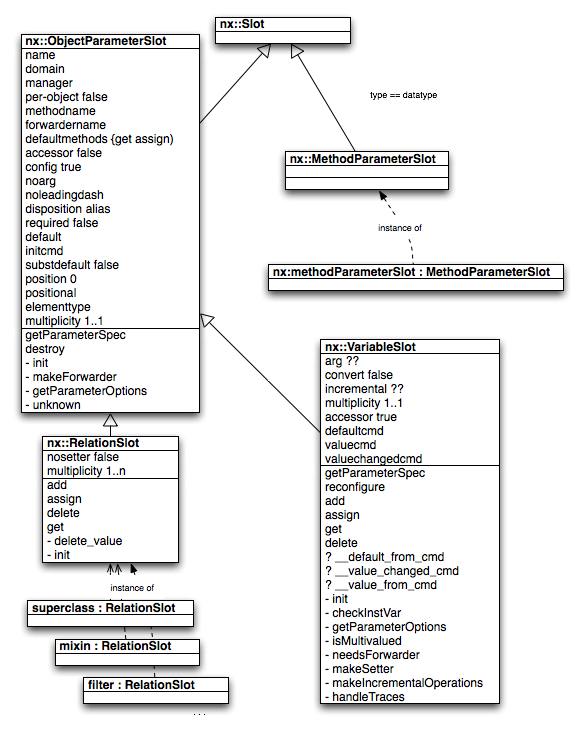 nx::Slot
nx::ObjectParameterSlot
name
domain
manager
per-object false
methodname
forwardername
defaultmethods {get assign)
accessor false
config true
noarg
noleadingdash
disposition alias
required false
default
initcmd
substdefault false
position 0
positional
elementtype
multiplicity 1..1
getParameterSpec
destroy
- init
- makeForwarder
- getParameterOptions
- unknown
type == datatype
nx::MethodParameterSlot
instance of
nx:methodParameterSlot : MethodParameterSlot
nx::VariableSlot
arg ??
convert false
incremental ??
multiplicity 1..1
accessor true
defaultcmd
valuecmd
valuechangedcmd
getParameterSpec
reconfigure
add
assign
get
delete
? __default_from_cmd
? __value_changed_cmd
? __value_from_cmd
- init
- checkInstVar
- getParameterOptions
- isMultivalued
- needsForwarder
- makeSetter
- makeIncrementalOperations
- handleTraces
nx::RelationSlot
nosetter false
multiplicity 1..n
add
assign
delete
get
- delete_value
- init
instance of
superclass : RelationSlot
mixin : RelationSlot
filter : RelationSlot
...